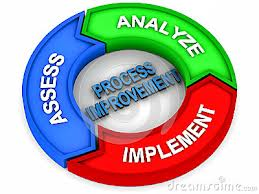 ASSESS
ANALYZE
IMPLEMENT
PROCESS
IMPROVEMENT
dreamstime.com